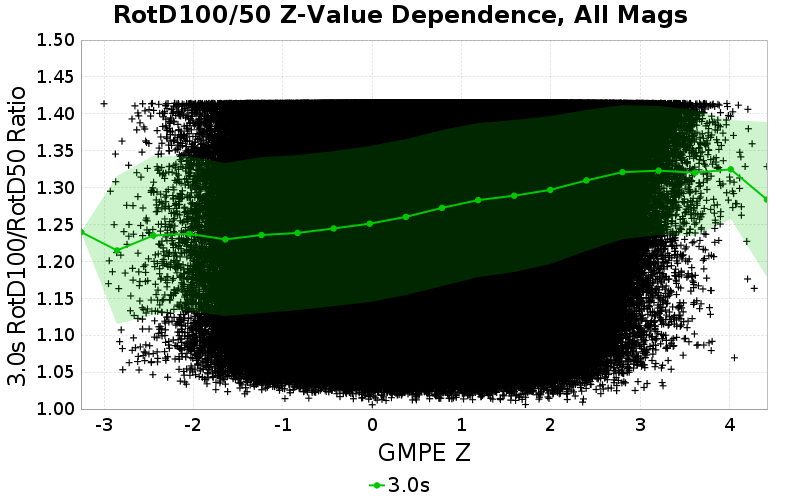 RotD100/50 Z-Value Dependence, All Mags
3.0s RotD100/RotD50 Ratio
1.50
1.45
1.40
1.35
1.30
1.25
1.20
1.15
1.10
1.05
1.00
-3 -2 -1 0 1 2 3 4
GMPE Z
3.0s